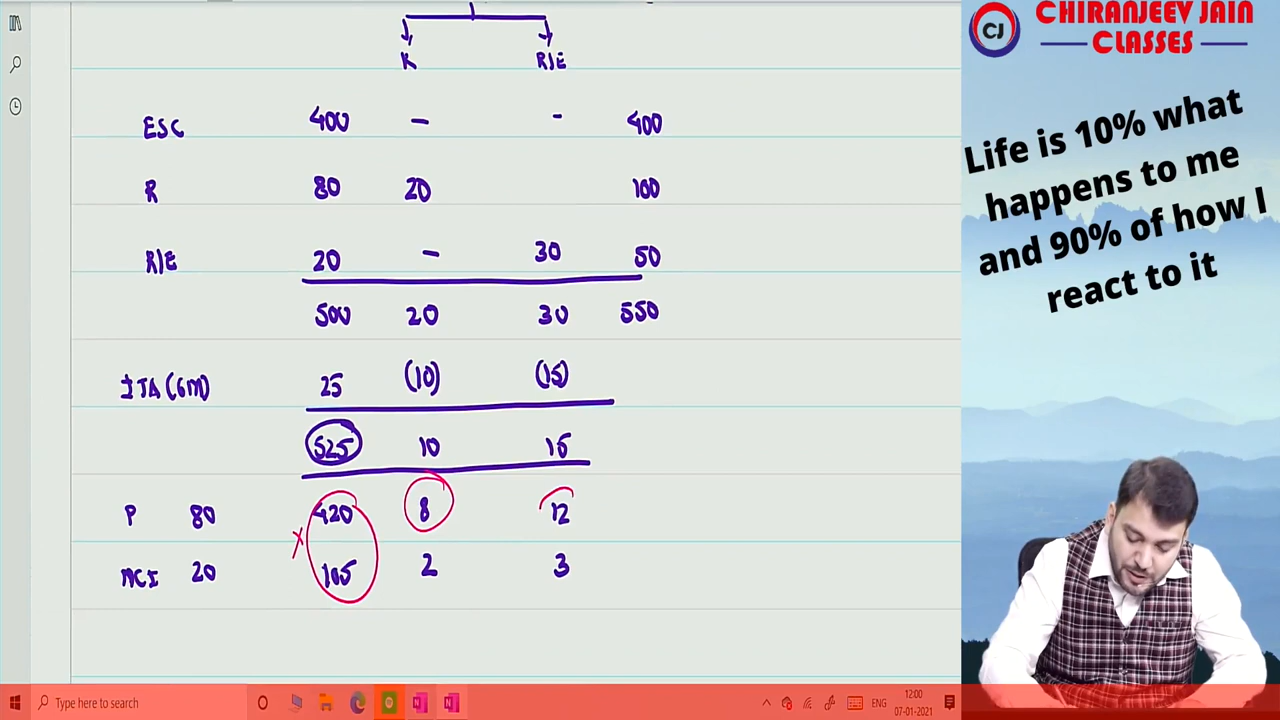 CHIRANJEEV JAIN
CLASSES
CJ
Life is 10% what
happens to me
and 90% of how I
react to it
R R/E
ESC 400 - - 400
R 80 20 100
R/E 20 - 30 50
500 20 30 550
(6m) 25 (10) (15)
525 10 15
P 80 420 8 12
NCI 20 105 2 3
Type here to search
ENG
12:00
07-01-2021